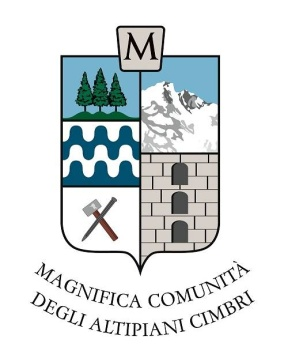 M
MAGNIFICA COMUNITÀ
DEGLI ALTIPIANI CIMBRI